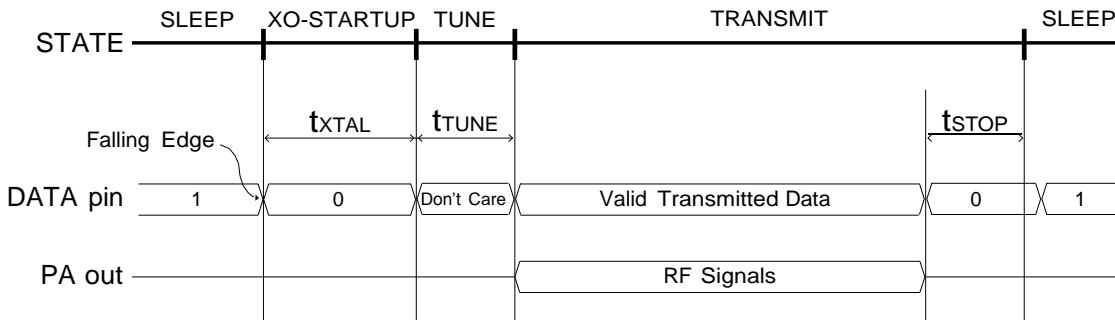 SLEEP XO-STARTUP TUNE TRANSMIT SLEEP
STATE
tXTAL tTUNE tSTOP
Falling Edge
DATA pin 1 0 Don't Care Valid Transmitted Data 0 1
PA out RF Signals